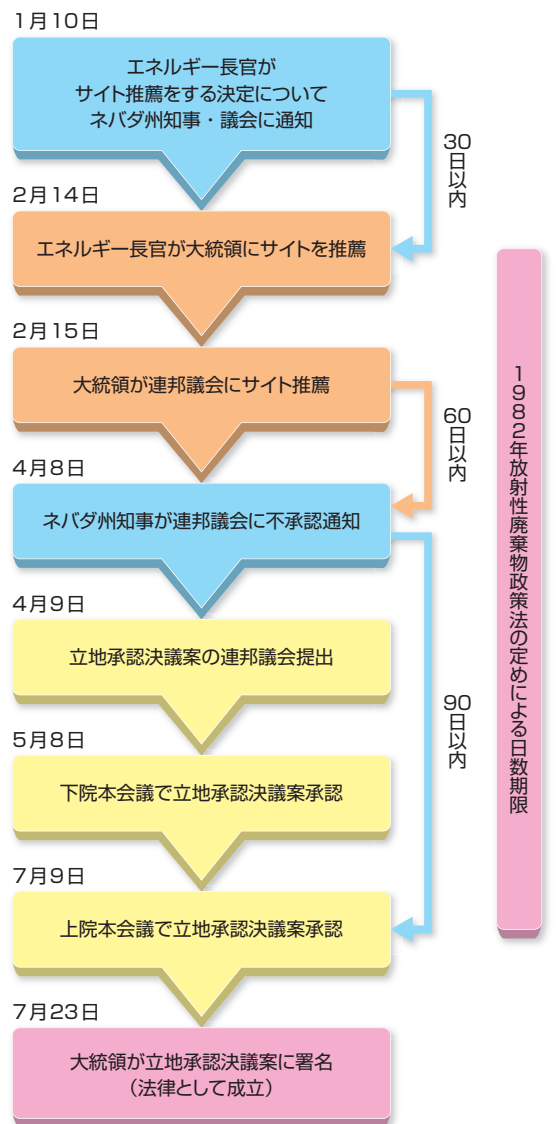 1月10日
エネルギー長官が
サイト推薦をする決定について
ネバダ州知事・議会に通知
30日以内
2月14日
エネルギー長官が大統領にサイトを推薦
2月15日
大統領が連邦議会にサイト推薦
60日以内
4月8日
ネバダ州知事が連邦議会に不承認通知
4月9日
立地承認決議案の連邦議会提出
90日以内
5月8日
下院本会議で立地承認決議案承認
7月9日
上院本会議で立地承認決議案承認
7月23日
大統領が立地承認決議案に署名
（法律として成立）
1982年放射性廃棄物政策法の定めによる日数期限